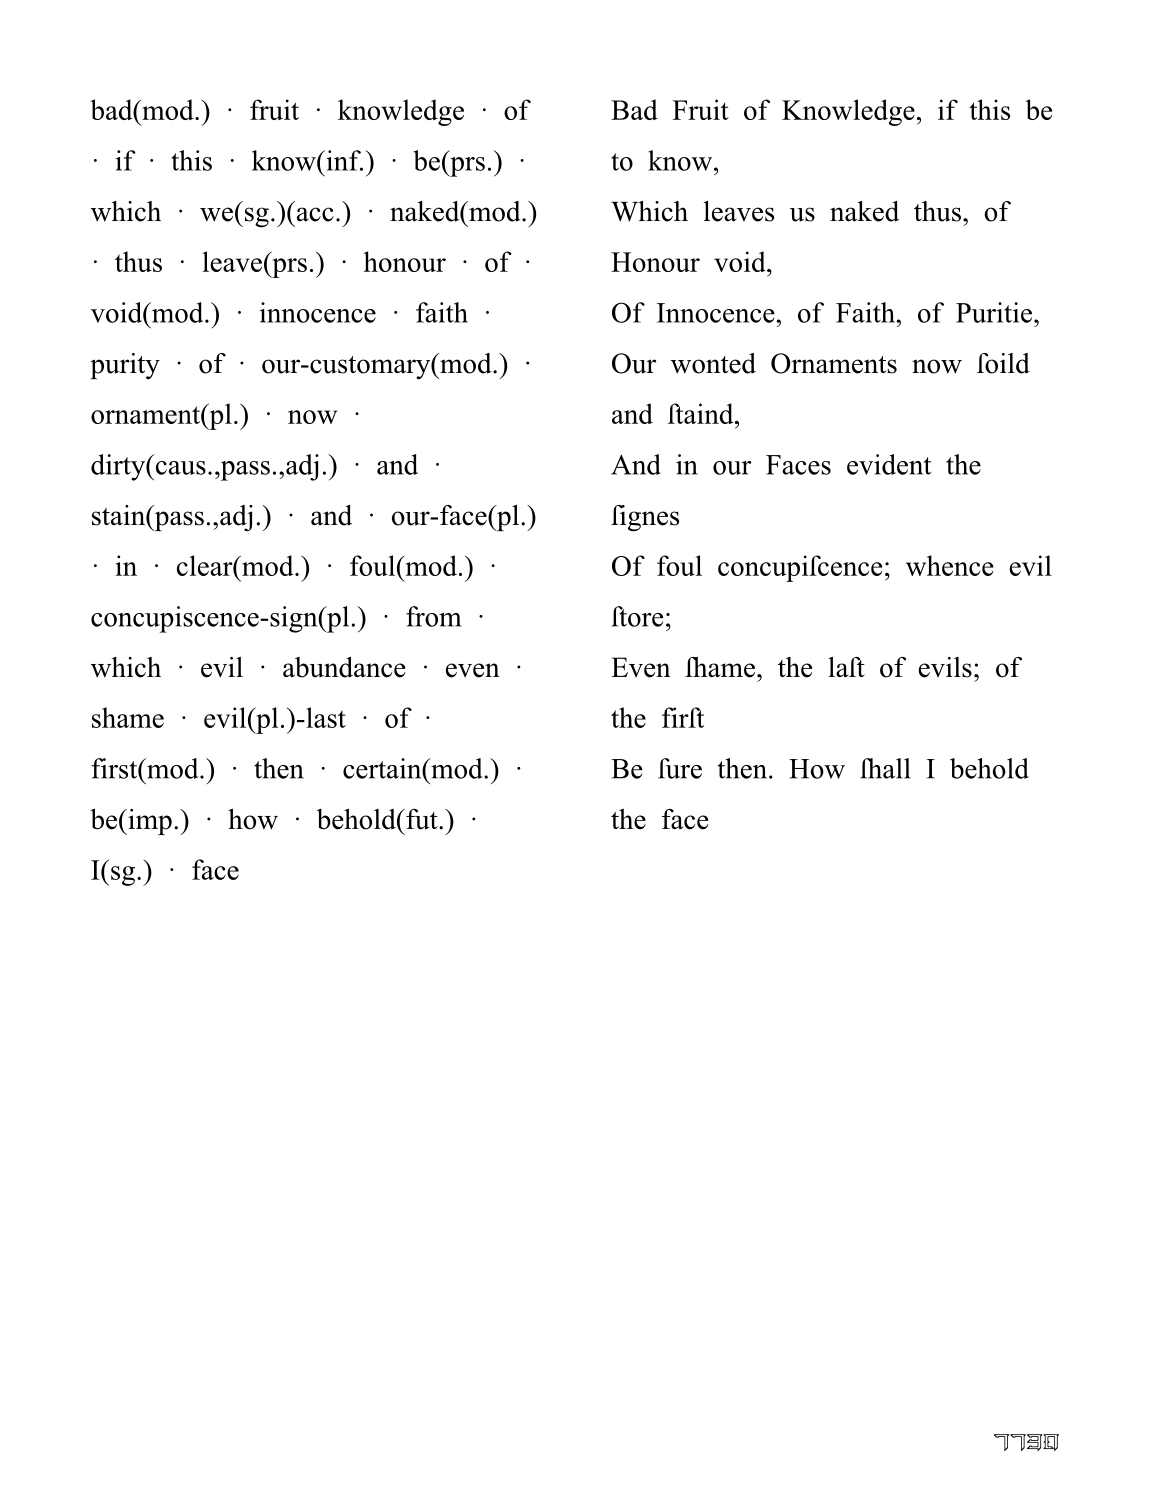 bad(mod.) · fruit · knowledge · of
· if · this · know(inf.) · be(prs.) ·
which · we(sg.)(acc.) · naked(mod.)
· thus · leave(prs.) · honour · of ·
void(mod.) · innocence · faith ·
purity · of · our-customary(mod.) ·
ornament(pl.) · now ·
dirty(caus.,pass.,adj.) · and ·
stain(pass.,adj.) · and · our-face(pl.)
· in · clear(mod.) · foul(mod.) ·
concupiscence-sign(pl.) · from ·
which · evil · abundance · even ·
shame · evil(pl.)-last · of ·
first(mod.) · then · certain(mod.) ·
be(imp.) · how · behold(fut.) ·
I(sg.) · face
Bad Fruit of Knowledge, if this be
to know,
Which leaves us naked thus, of
Honour void,
Of Innocence, of Faith, of Puritie,
Our wonted Ornaments now ſoild
and ſtaind,
And in our Faces evident the
ſignes
Of foul concupiſcence; whence evil
ſtore;
Even ſhame, the laſt of evils; of
the firſt
Be ſure then. How ſhall I behold
the face